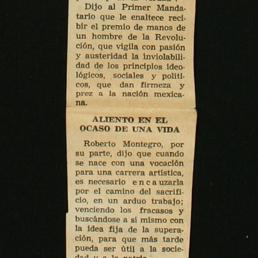 Dijo al Primer Manda-
tario que le enaltece reci-
bir el premio de manos de
un hombre de la Revolu-
ción, que vigila con pasión
y austeridad la inviolabili-
dad de los principios ideo-
lógicos, sociales y políti-
cos, que dan firmeza y
prez a la nación mexica-
na.
ALIENTO EN EL
OCASO DE UNA VIDA
Roberto Montegro, por
su parte, dijo que cuando
se nace con una vocación
para una carrera artística,
es necesario encauzarla
por el camino del sacrifi-
cio, en un arduo trabajo;
venciendo los fracasos y
buscándose a sí mismo con
la idea fija de la supera-
ción, para que más tarde
pueda ser útil a la socie-